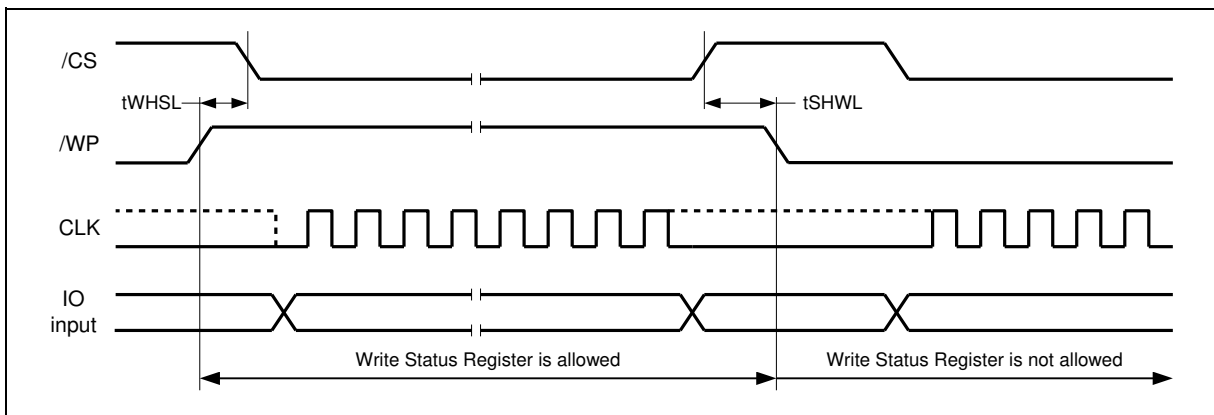 /CS
tWHSL
tSHWL
/WP
CLK
IO
input
Write Status Register is allowed
Write Status Register is not allowed